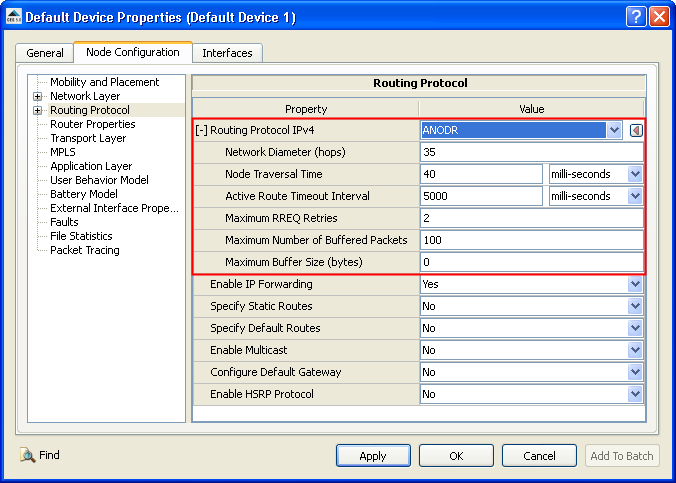 Default Device Properties (Default Device 1)
General
Node Configuration
Interfaces
Mobility and Placement
Network Layer
Routing Protocol
Router Properties
Transport Layer
MPLS
Application Layer
User Behavior Model
Battery Model
External Interface Prope...
Faults
File Statistics
Packet Tracing
Routing Protocol
Property Value
[-] Routing Protocol IPv4 ANODR
Network Diameter (hops) 35
Node Traversal Time 40 milli-seconds
Active Route Timeout Interval 5000 milli-seconds
Maximum RREQ Retries 2
Maximum Number of Buffered Packets 100
Maximum Buffer Size (bytes) 0
Enable IP Forwarding Yes
Specify Static Routes No
Specify Default Routes No
Enable Multicast No
Configure Default Gateway No
Enable HSRP Protocol No
Find
Apply
OK
Cancel
Add To Batch